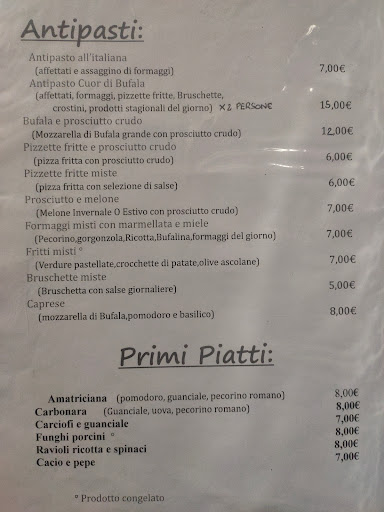 Antipasti:
Antipasto all'italiana
(affettati e assaggino di formaggi) 7,00€
Antipasto Cuor di Bufala
(affettati, formaggi, pizzette fritte, Bruschette,
crostini, prodotti stagionali del giorno) x2 PERSONE 15,00€
Bufala e prosciutto crudo
(Mozzarella di Bufala grande con prosciutto crudo) 12,00€
Pizzette fritte e prosciutto crudo
(pizza fritta con prosciutto crudo) 6,00€
Pizzette fritte miste
(pizza fritta con selezione di salse) 6,00€
Prosciutto e melone
(Melone Invernale O Estivo con prosciutto crudo) 7,00€
Formaggi misti con marmellata e miele
(Pecorino,gorgonzola,Ricotta,Bufalina,formaggi del giorno) 7,00€
Fritti misti °
(Verdure pastellate,crocchette di patate,olive ascolane) 7,00€
Bruschette miste
(Bruschetta con salse giornaliere) 5,00€
Caprese
(mozzarella di Bufala,pomodoro e basilico) 8,00€
Primi Piatti:
Amatriciana (pomodoro, guanciale, pecorino romano) 8,00€
Carbonara (Guanciale, uova, pecorino romano) 8,00€
Carciofi e guanciale 7,00€
Funghi porcini ° 8,00€
Ravioli ricotta e spinaci 8,00€
Cacio e pepe 7,00€
° Prodotto congelato